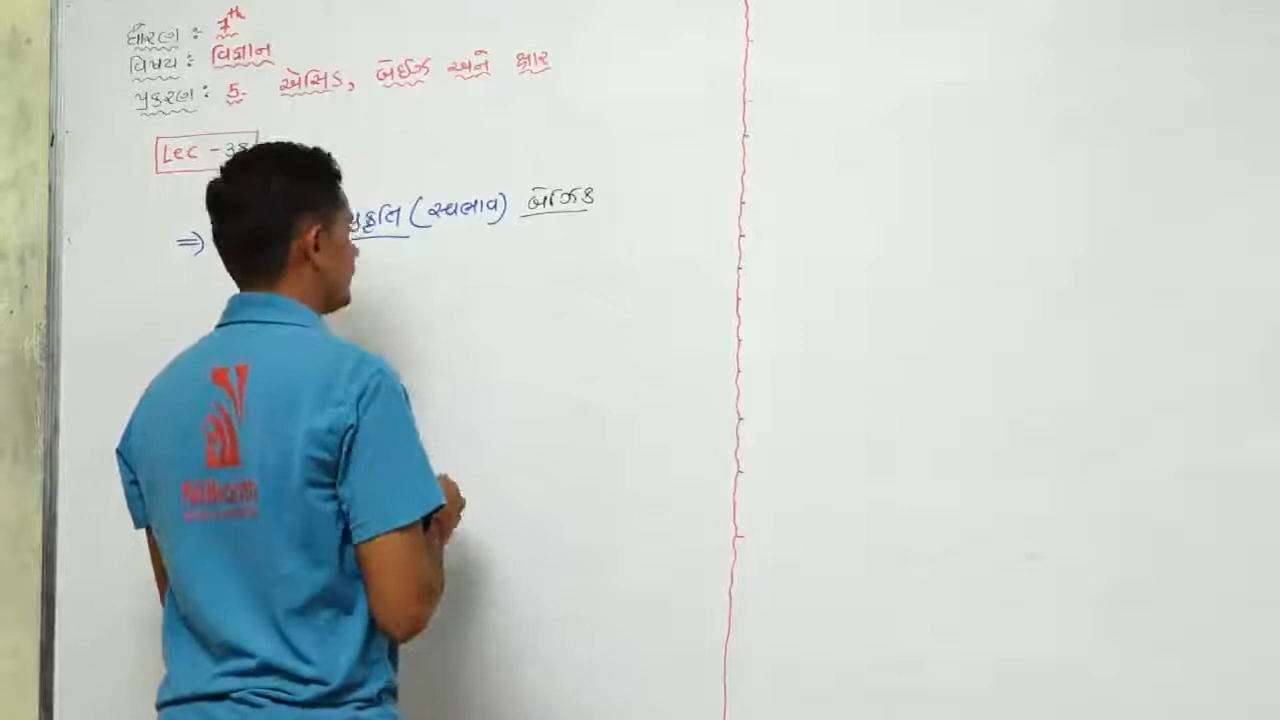 ધોરણ : 7th
વિષય : વિજ્ઞાન
પ્રકરણ : 5. એસિડ, બેઈઝ અને ક્ષાર
Lec - 38
⇒ પ્રકૃતિ (સ્વભાવ) બેઝિક